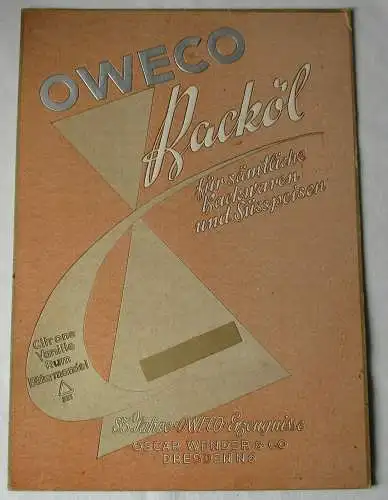 OWECO
Backöl
für sämtliche
Backwaren
und Süsspeisen
Citrone
Vanille
Rum
Bittermandel
85 Jahre OWECO Erzeugnisse
OSCAR WENDER & CO
DRESDEN N6